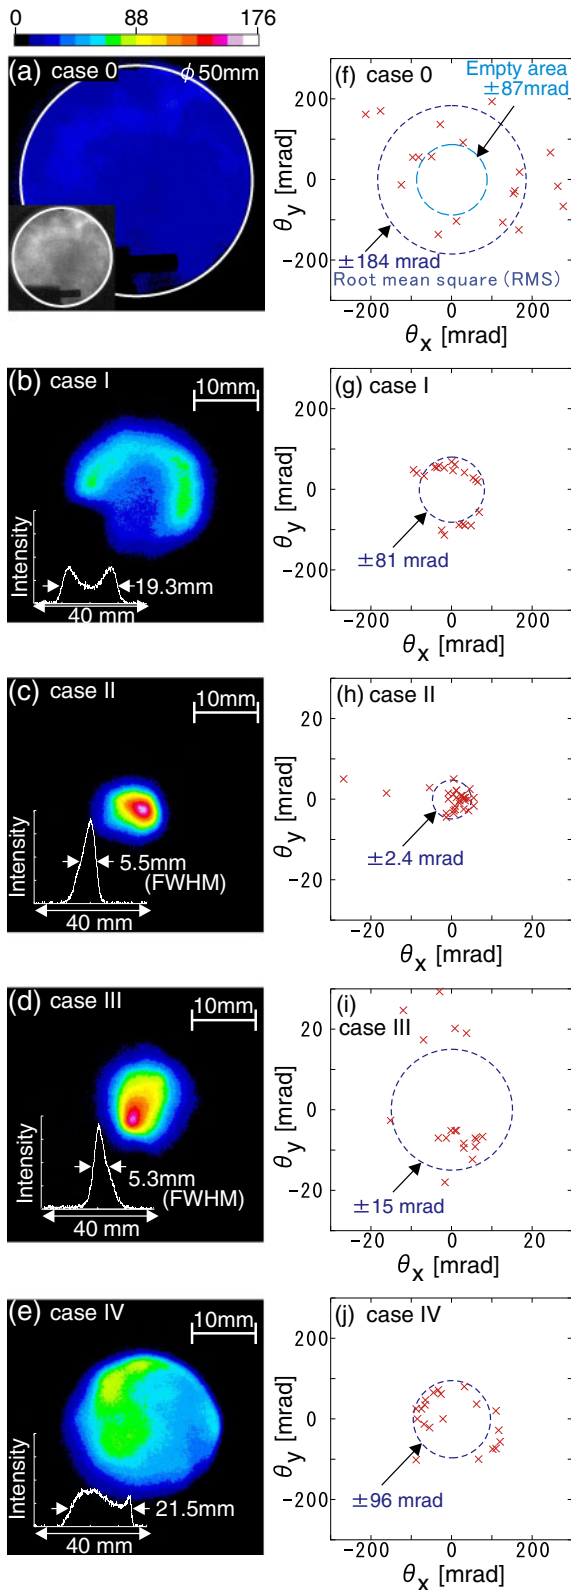 0 88 176
(a) case 0 ϕ 50mm
(f) case 0
Empty area
±87mrad
200
0
-200
θy [mrad]
±184 mrad
Root mean square (RMS)
-200 0 200
θx [mrad]
(b) case I
10mm
Intensity
19.3mm
40 mm
(g) case I
200
0
-200
θy [mrad]
±81 mrad
-200 0 200
θx [mrad]
(c) case II
10mm
Intensity
5.5mm
(FWHM)
40 mm
(h) case II
20
0
-20
θy [mrad]
±2.4 mrad
-20 0 20
θx [mrad]
(d) case III
10mm
Intensity
5.3mm
(FWHM)
40 mm
(i)
case III
20
0
-20
θy [mrad]
±15 mrad
-20 0 20
θx [mrad]
(e) case IV
10mm
Intensity
21.5mm
40 mm
(j) case IV
200
0
-200
θy [mrad]
±96 mrad
-200 0 200
θx [mrad]